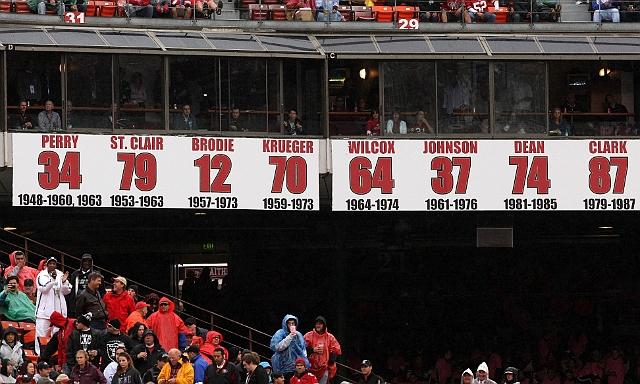 31
29
PERRY
34
1948-1960, 1963
ST. CLAIR
79
1953-1963
BRODIE
12
1957-1973
KRUEGER
70
1959-1973
WILCOX
64
1964-1974
JOHNSON
37
1961-1976
DEAN
74
1981-1985
CLARK
87
1979-1987